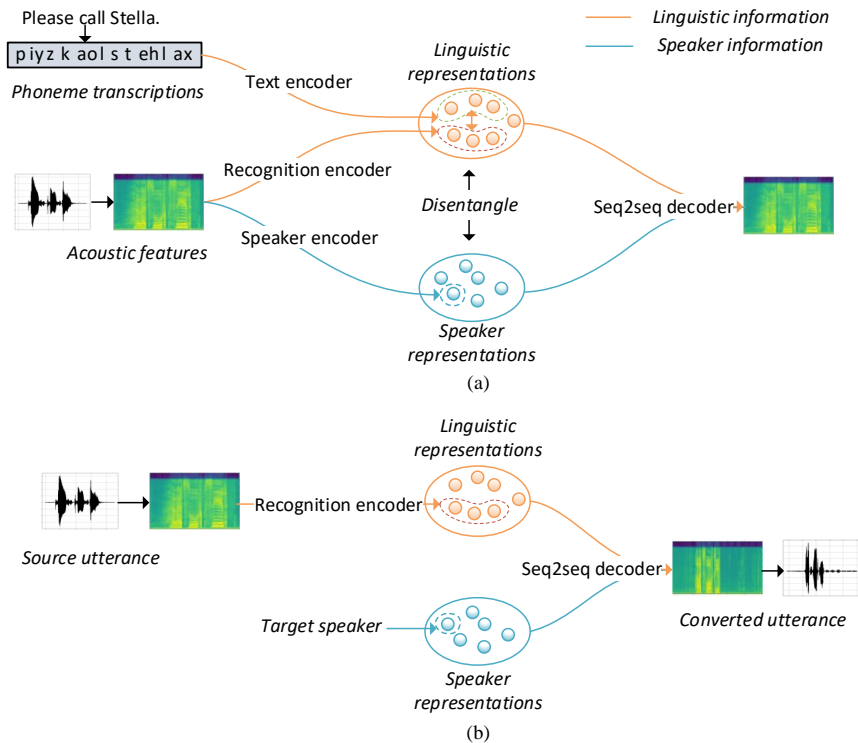 Please call Stella.
p iy z k ao l s t eh l ax
Phoneme transcriptions
Text encoder
Linguistic
representations
Linguistic information
Speaker information
Recognition encoder
Acoustic features
Speaker encoder
Disentangle
Seq2seq decoder
Speaker
representations
(a)
Linguistic
representations
Source utterance
Recognition encoder
Seq2seq decoder
Target speaker
Converted utterance
Speaker
representations
(b)